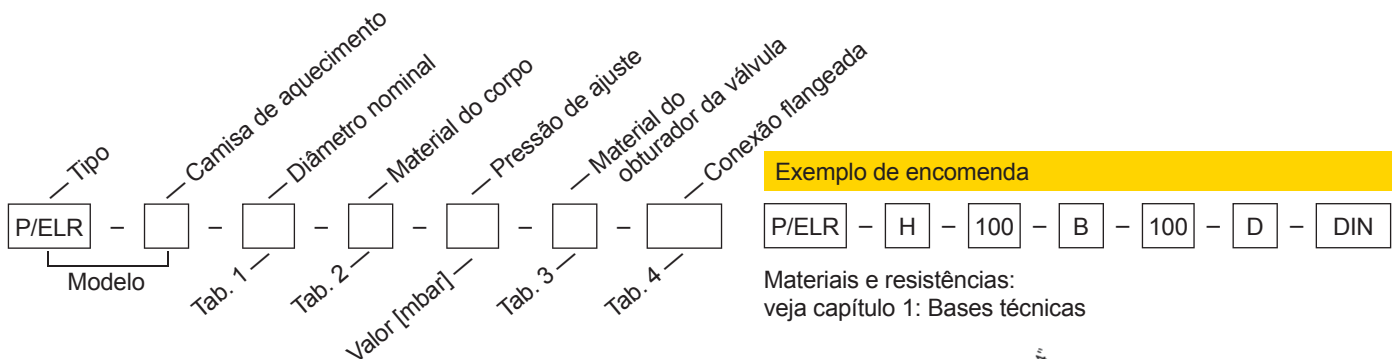 Tipo
Camisa de aquecimento
Diâmetro nominal
Material do corpo
Pressão de ajuste
Material do
obturador da válvula
Conexão flangeada
P/ELR – – – – – –
Modelo
Tab. 1
Tab. 2
Valor [mbar]
Tab. 3
Tab. 4
Exemplo de encomenda
P/ELR – H – 100 – B – 100 – D – DIN
Materiais e resistências:
veja capítulo 1: Bases técnicas